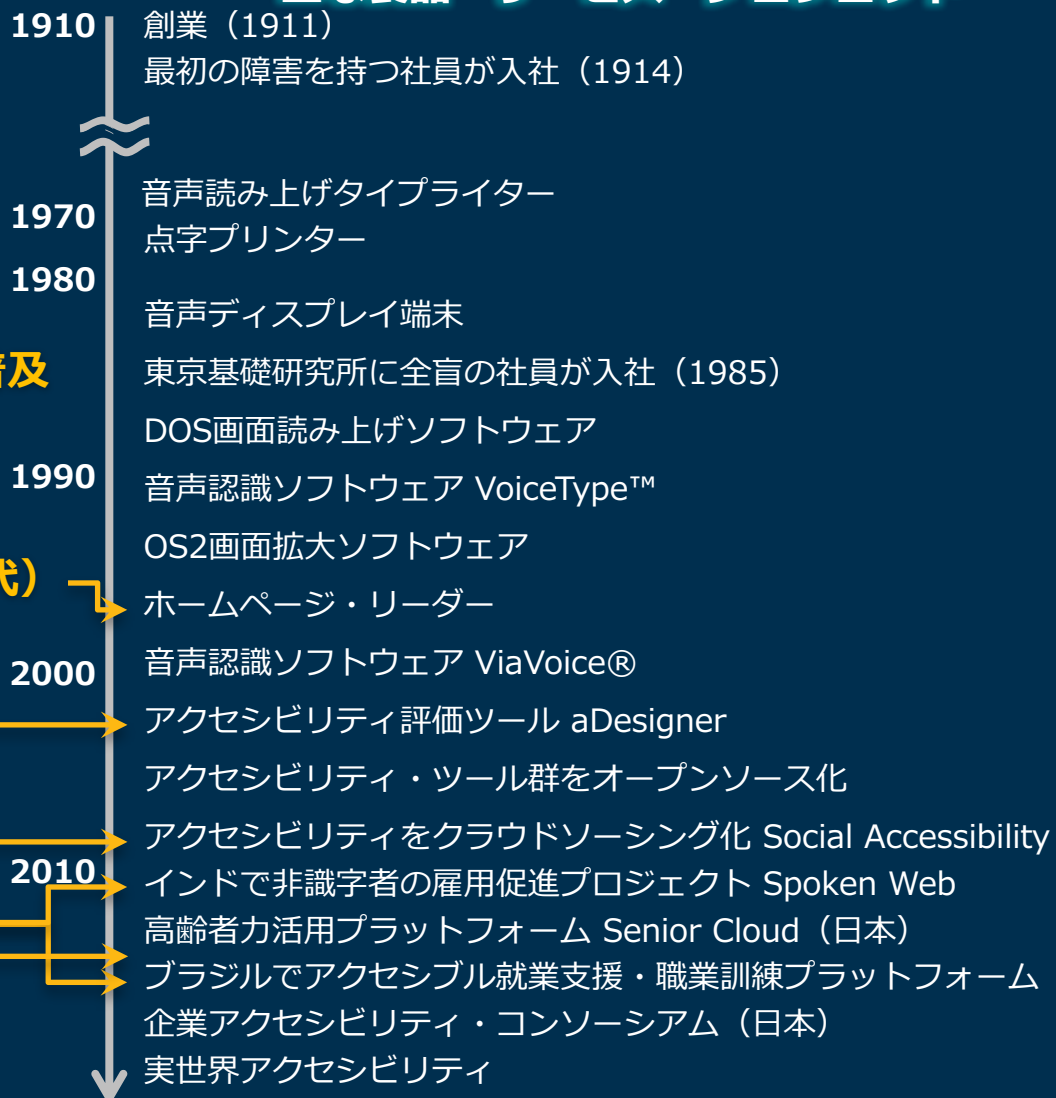 1910
創業（1911）
最初の障害を持つ社員が入社（1914）
音声読み上げタイプライター
1970
点字プリンター
1980
音声ディスプレイ端末
普及
東京基礎研究所に全盲の社員が入社（1985）
DOS画面読み上げソフトウェア
1990
音声認識ソフトウェア VoiceType™
OS2画面拡大ソフトウェア
代）
ホームページ・リーダー
2000
音声認識ソフトウェア ViaVoice®
アクセシビリティ評価ツール aDesigner
アクセシビリティ・ツール群をオープンソース化
アクセシビリティをクラウドソーシング化 Social Accessibility
2010
インドで非識字者の雇用促進プロジェクト Spoken Web
高齢者力活用プラットフォーム Senior Cloud（日本）
ブラジルでアクセシブル就業支援・職業訓練プラットフォーム
企業アクセシビリティ・コンソーシアム（日本）
実世界アクセシビリティ